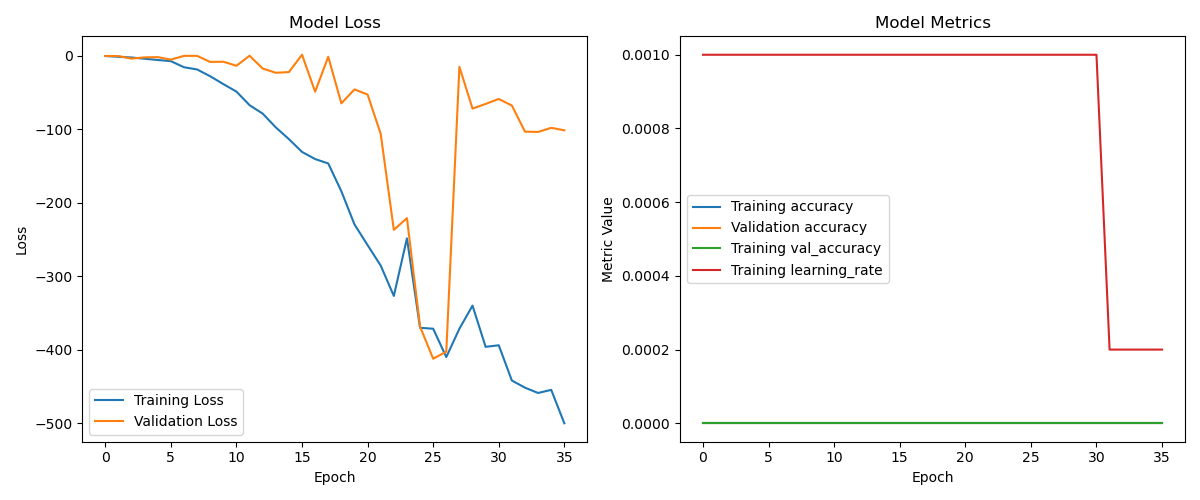 Model Loss
0
−100
−200
−300
−400
−500
Loss
Training Loss
Validation Loss
0 5 10 15 20 25 30 35
Epoch
Model Metrics
0.0010
0.0008
0.0006
0.0004
0.0002
0.0000
Metric Value
Training accuracy
Validation accuracy
Training val_accuracy
Training learning_rate
0 5 10 15 20 25 30 35
Epoch